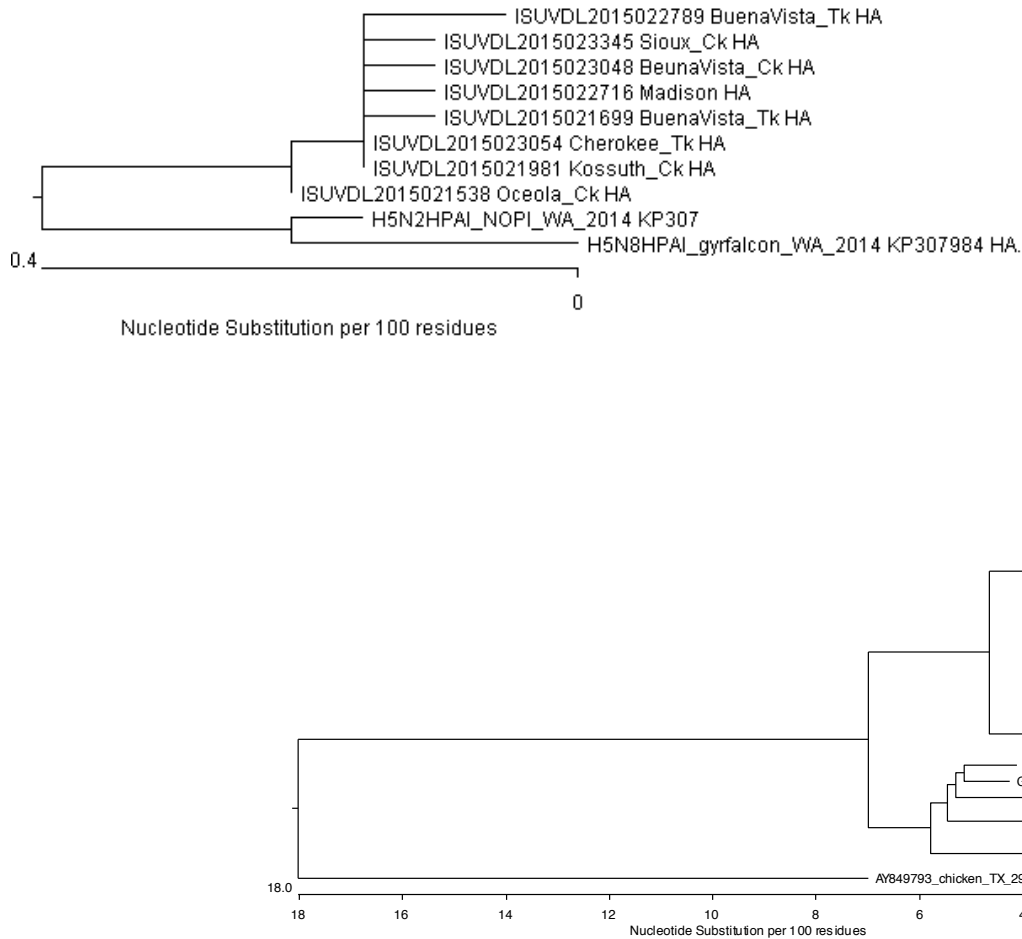 ISUVDL2015022789 BuenaVista_Tk HA
ISUVDL2015023345 Sioux_Ck HA
ISUVDL2015023048 BeunaVista_Ck HA
ISUVDL2015022716 Madison HA
ISUVDL2015021699 BuenaVista_Tk HA
ISUVDL2015023054 Cherokee_Tk HA
ISUVDL2015021981 Kossuth_Ck HA
ISUVDL2015021538 Oceola_Ck HA
H5N2HPAI_NOPI_WA_2014 KP307
H5N8HPAI_gyrfalcon_WA_2014 KP307984 HA.
0.4
0
Nucleotide Substitution per 100 residues
AY849793_chicken_TX_29
18.0
18 16 14 12 10 8 6 4
Nucleotide Substitution per 100 residues